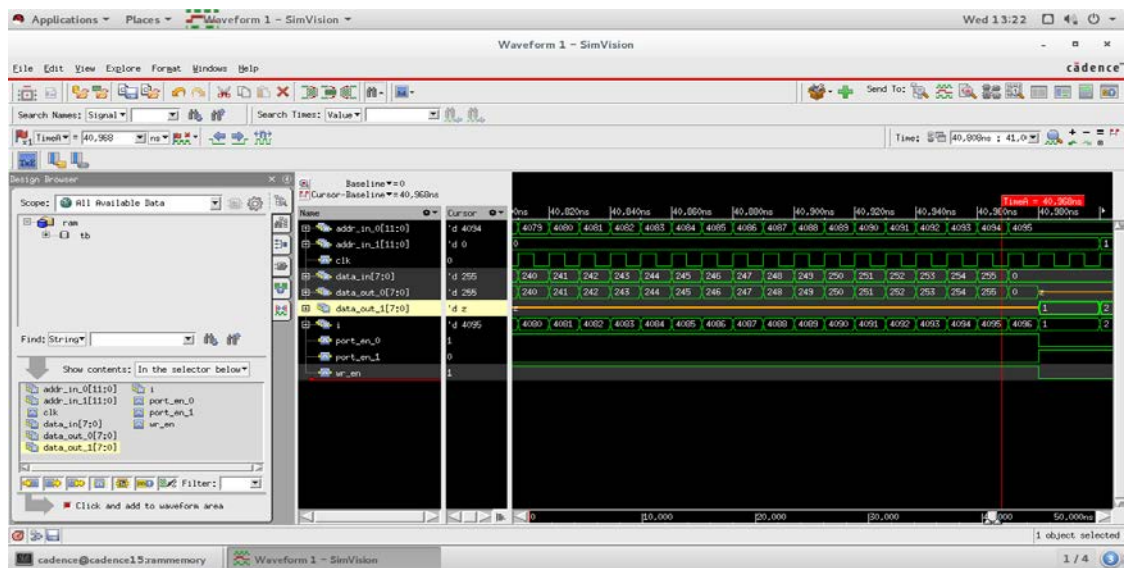 Applications Places Waveform 1 - SimVision Wed 13:22
Waveform 1 - SimVision
File Edit View Explore Format Windows Help cādence
Send To:
Search Names: Signal Search Times: Value
TimeA = 40,968 ns Time: 40,808ns : 41,0
Design Browser
Scope: All Available Data
ram
tb
Find: String
Show contents: In the selector below
addr_in_0[11:0] i
addr_in_1[11:0] port_en_0
clk port_en_1
data_in[7:0] wr_en
data_out_0[7:0]
data_out_1[7:0]
Filter:
Click and add to waveform area
Baseline = 0
Cursor-Baseline = 40,968ns
TimeA = 40,968ns
Name Cursor 0ns 40,820ns 40,840ns 40,860ns 40,880ns 40,900ns 40,920ns 40,940ns 40,980ns
addr_in_0[11:0] 'd 4094 4079 4080 4081 4082 4083 4084 4085 4086 4087 4088 4089 4090 4091 4092 4093 4094 4095
addr_in_1[11:0] 'd 0 0 1
clk 0
data_in[7:0] 'd 255 240 241 242 243 244 245 246 247 248 249 250 251 252 253 254 255 0
data_out_0[7:0] 'd 255 240 241 242 243 244 245 246 247 248 249 250 251 252 253 254 255 0 z
data_out_1[7:0] 'd z z 1 2
i 'd 4095 4080 4081 4082 4083 4084 4085 4086 4087 4088 4089 4090 4091 4092 4093 4094 4095 4096 1 2
port_en_0 1
port_en_1 0
wr_en 1
0 10,000 20,000 30,000 50,000ns
1 object selected
cadence@cadence15:rammemory Waveform 1 - SimVision 1 / 4 3